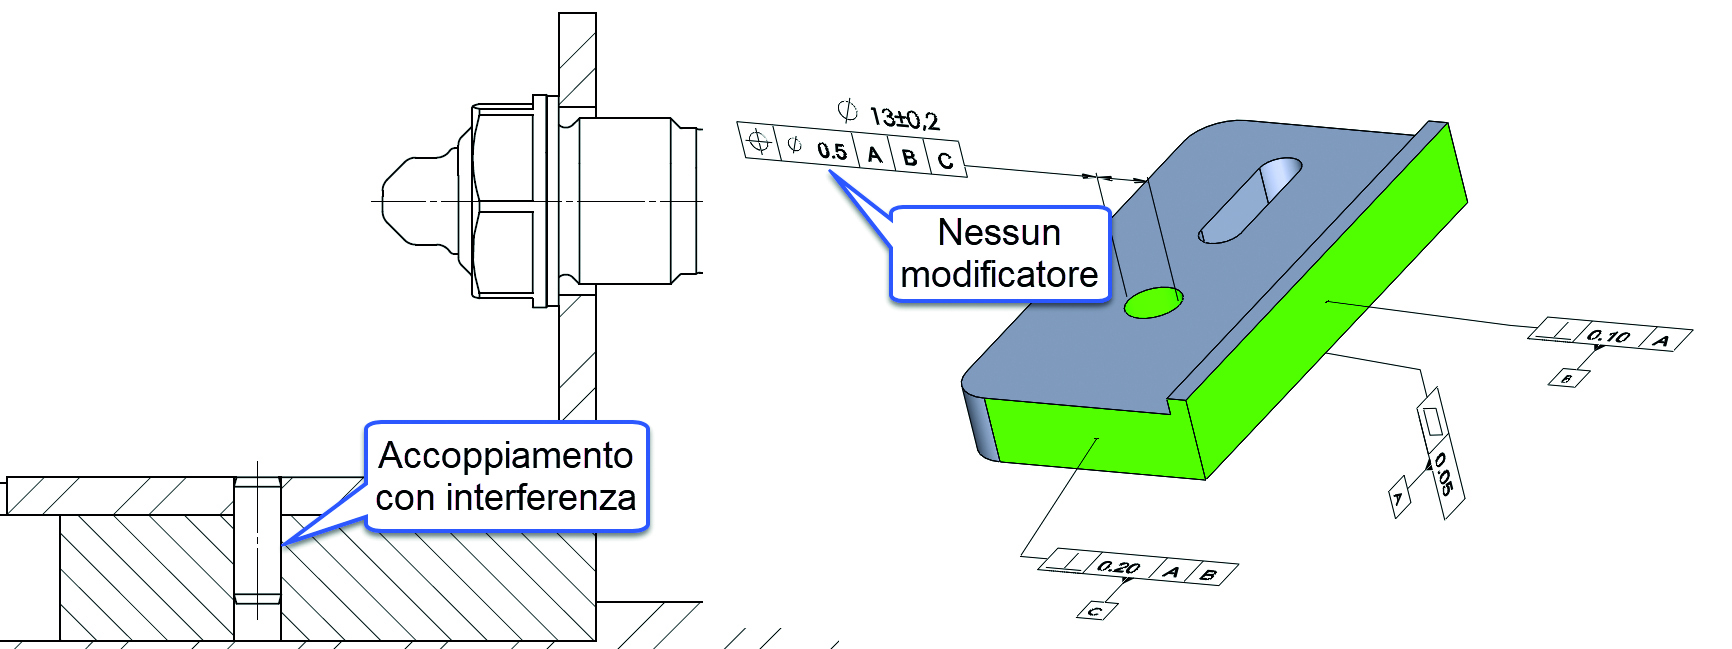 ⌀ 13±0,2
⌖ ⌀ 0.5 A B C
Nessun
modificatore
⟂ 0.10 A
B
⏥ 0.05
A
Accoppiamento
con interferenza
⟂ 0.20 A B
C